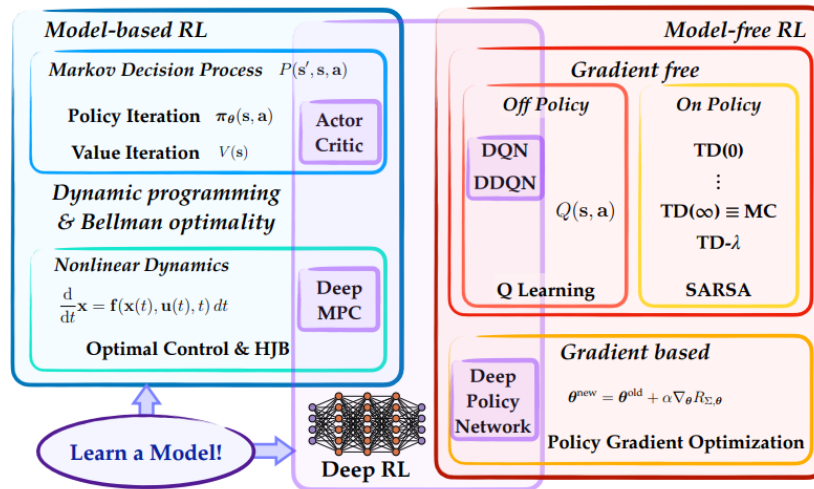 Model-based RL
Markov Decision Process P(s′, s, a)
Policy Iteration π_θ(s, a)
Value Iteration V(s)
Actor
Critic
Dynamic programming
& Bellman optimality
Nonlinear Dynamics
d/dt x = f(x(t), u(t), t) dt
Optimal Control & HJB
Deep
MPC
Learn a Model!
Deep RL
Model-free RL
Gradient free
Off Policy
DQN
DDQN
Q(s, a)
Q Learning
On Policy
TD(0)
⋮
TD(∞) ≡ MC
TD-λ
SARSA
Gradient based
Deep
Policy
Network
θ^new = θ^old + α∇_θ R_Σ,θ
Policy Gradient Optimization